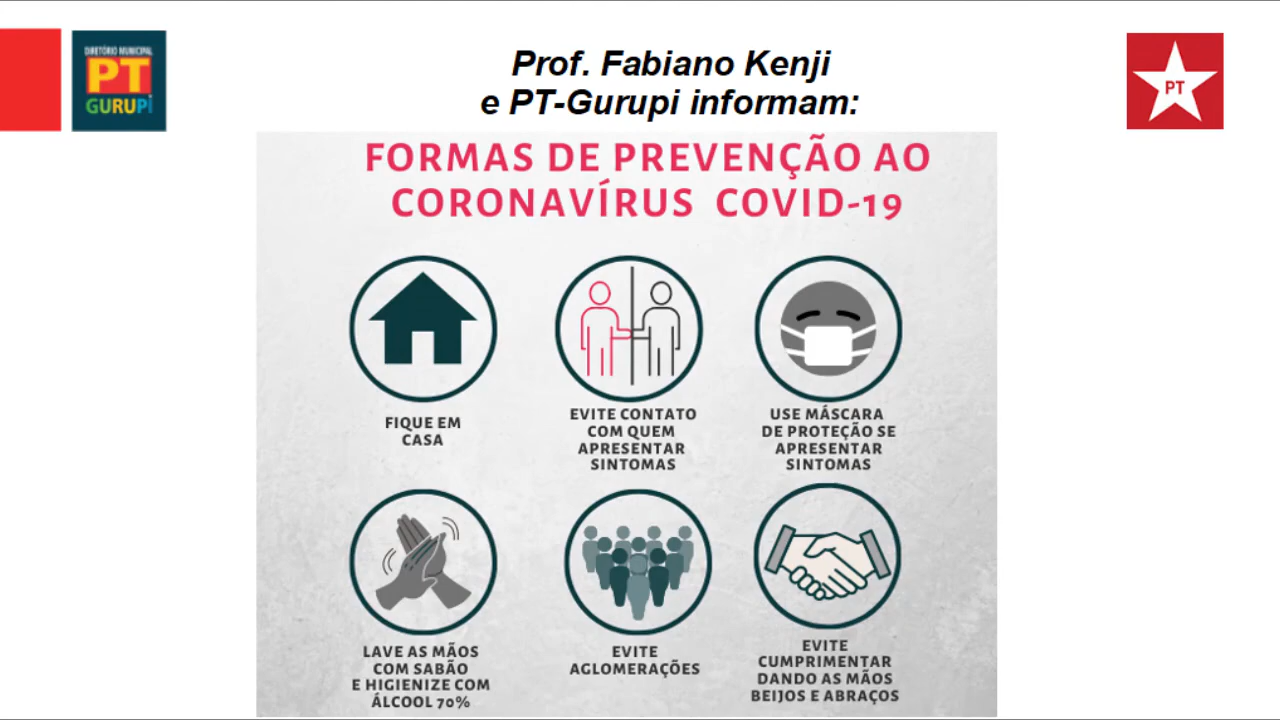 DIRETÓRIO MUNICIPAL
PT
GURUPi
Prof. Fabiano Kenji
e PT-Gurupi informam:
PT
FORMAS DE PREVENÇÃO AO
CORONAVÍRUS COVID-19
FIQUE EM
CASA
EVITE CONTATO
COM QUEM
APRESENTAR
SINTOMAS
USE MÁSCARA
DE PROTEÇÃO SE
APRESENTAR
SINTOMAS
LAVE AS MÃOS
COM SABÃO
E HIGIENIZE COM
ÁLCOOL 70%
EVITE
AGLOMERAÇÕES
EVITE
CUMPRIMENTAR
DANDO AS MÃOS
BEIJOS E ABRAÇOS